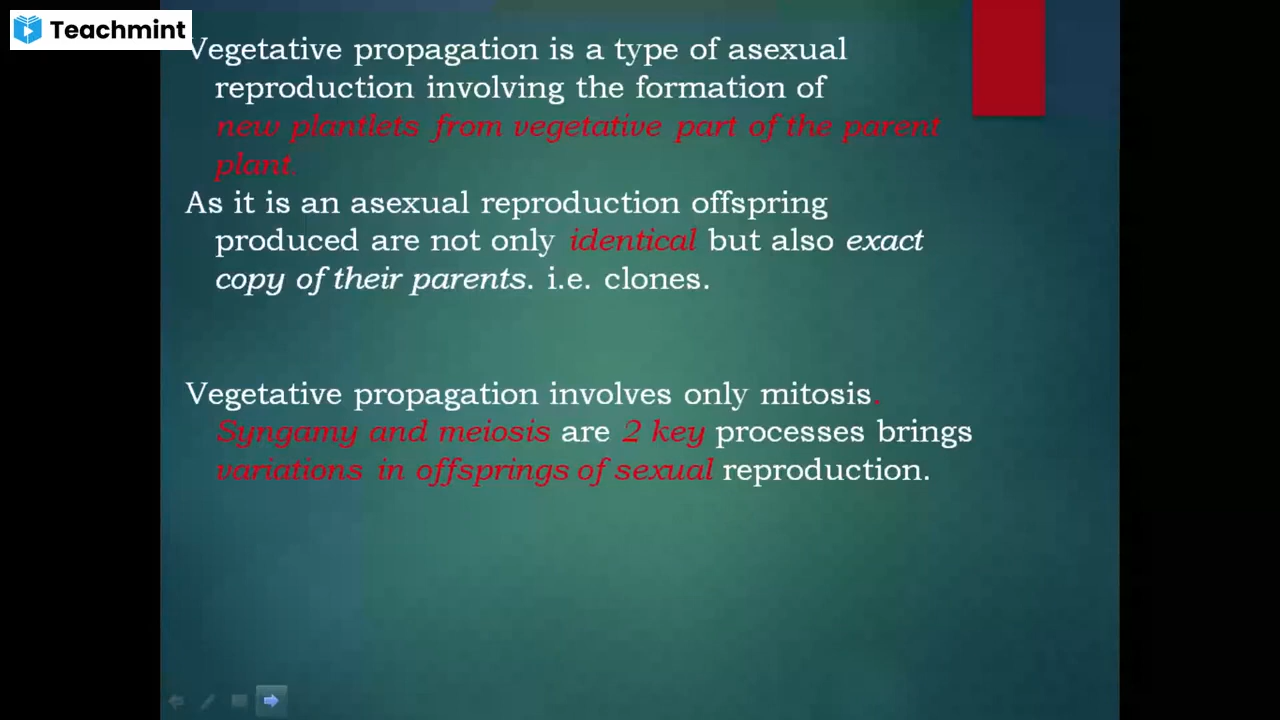 Teachmint
Vegetative propagation is a type of asexual
reproduction involving the formation of
new plantlets from vegetative part of the parent
plant.
As it is an asexual reproduction offspring
produced are not only identical but also exact
copy of their parents. i.e. clones.
Vegetative propagation involves only mitosis.
Syngamy and meiosis are 2 key processes brings
variations in offsprings of sexual reproduction.